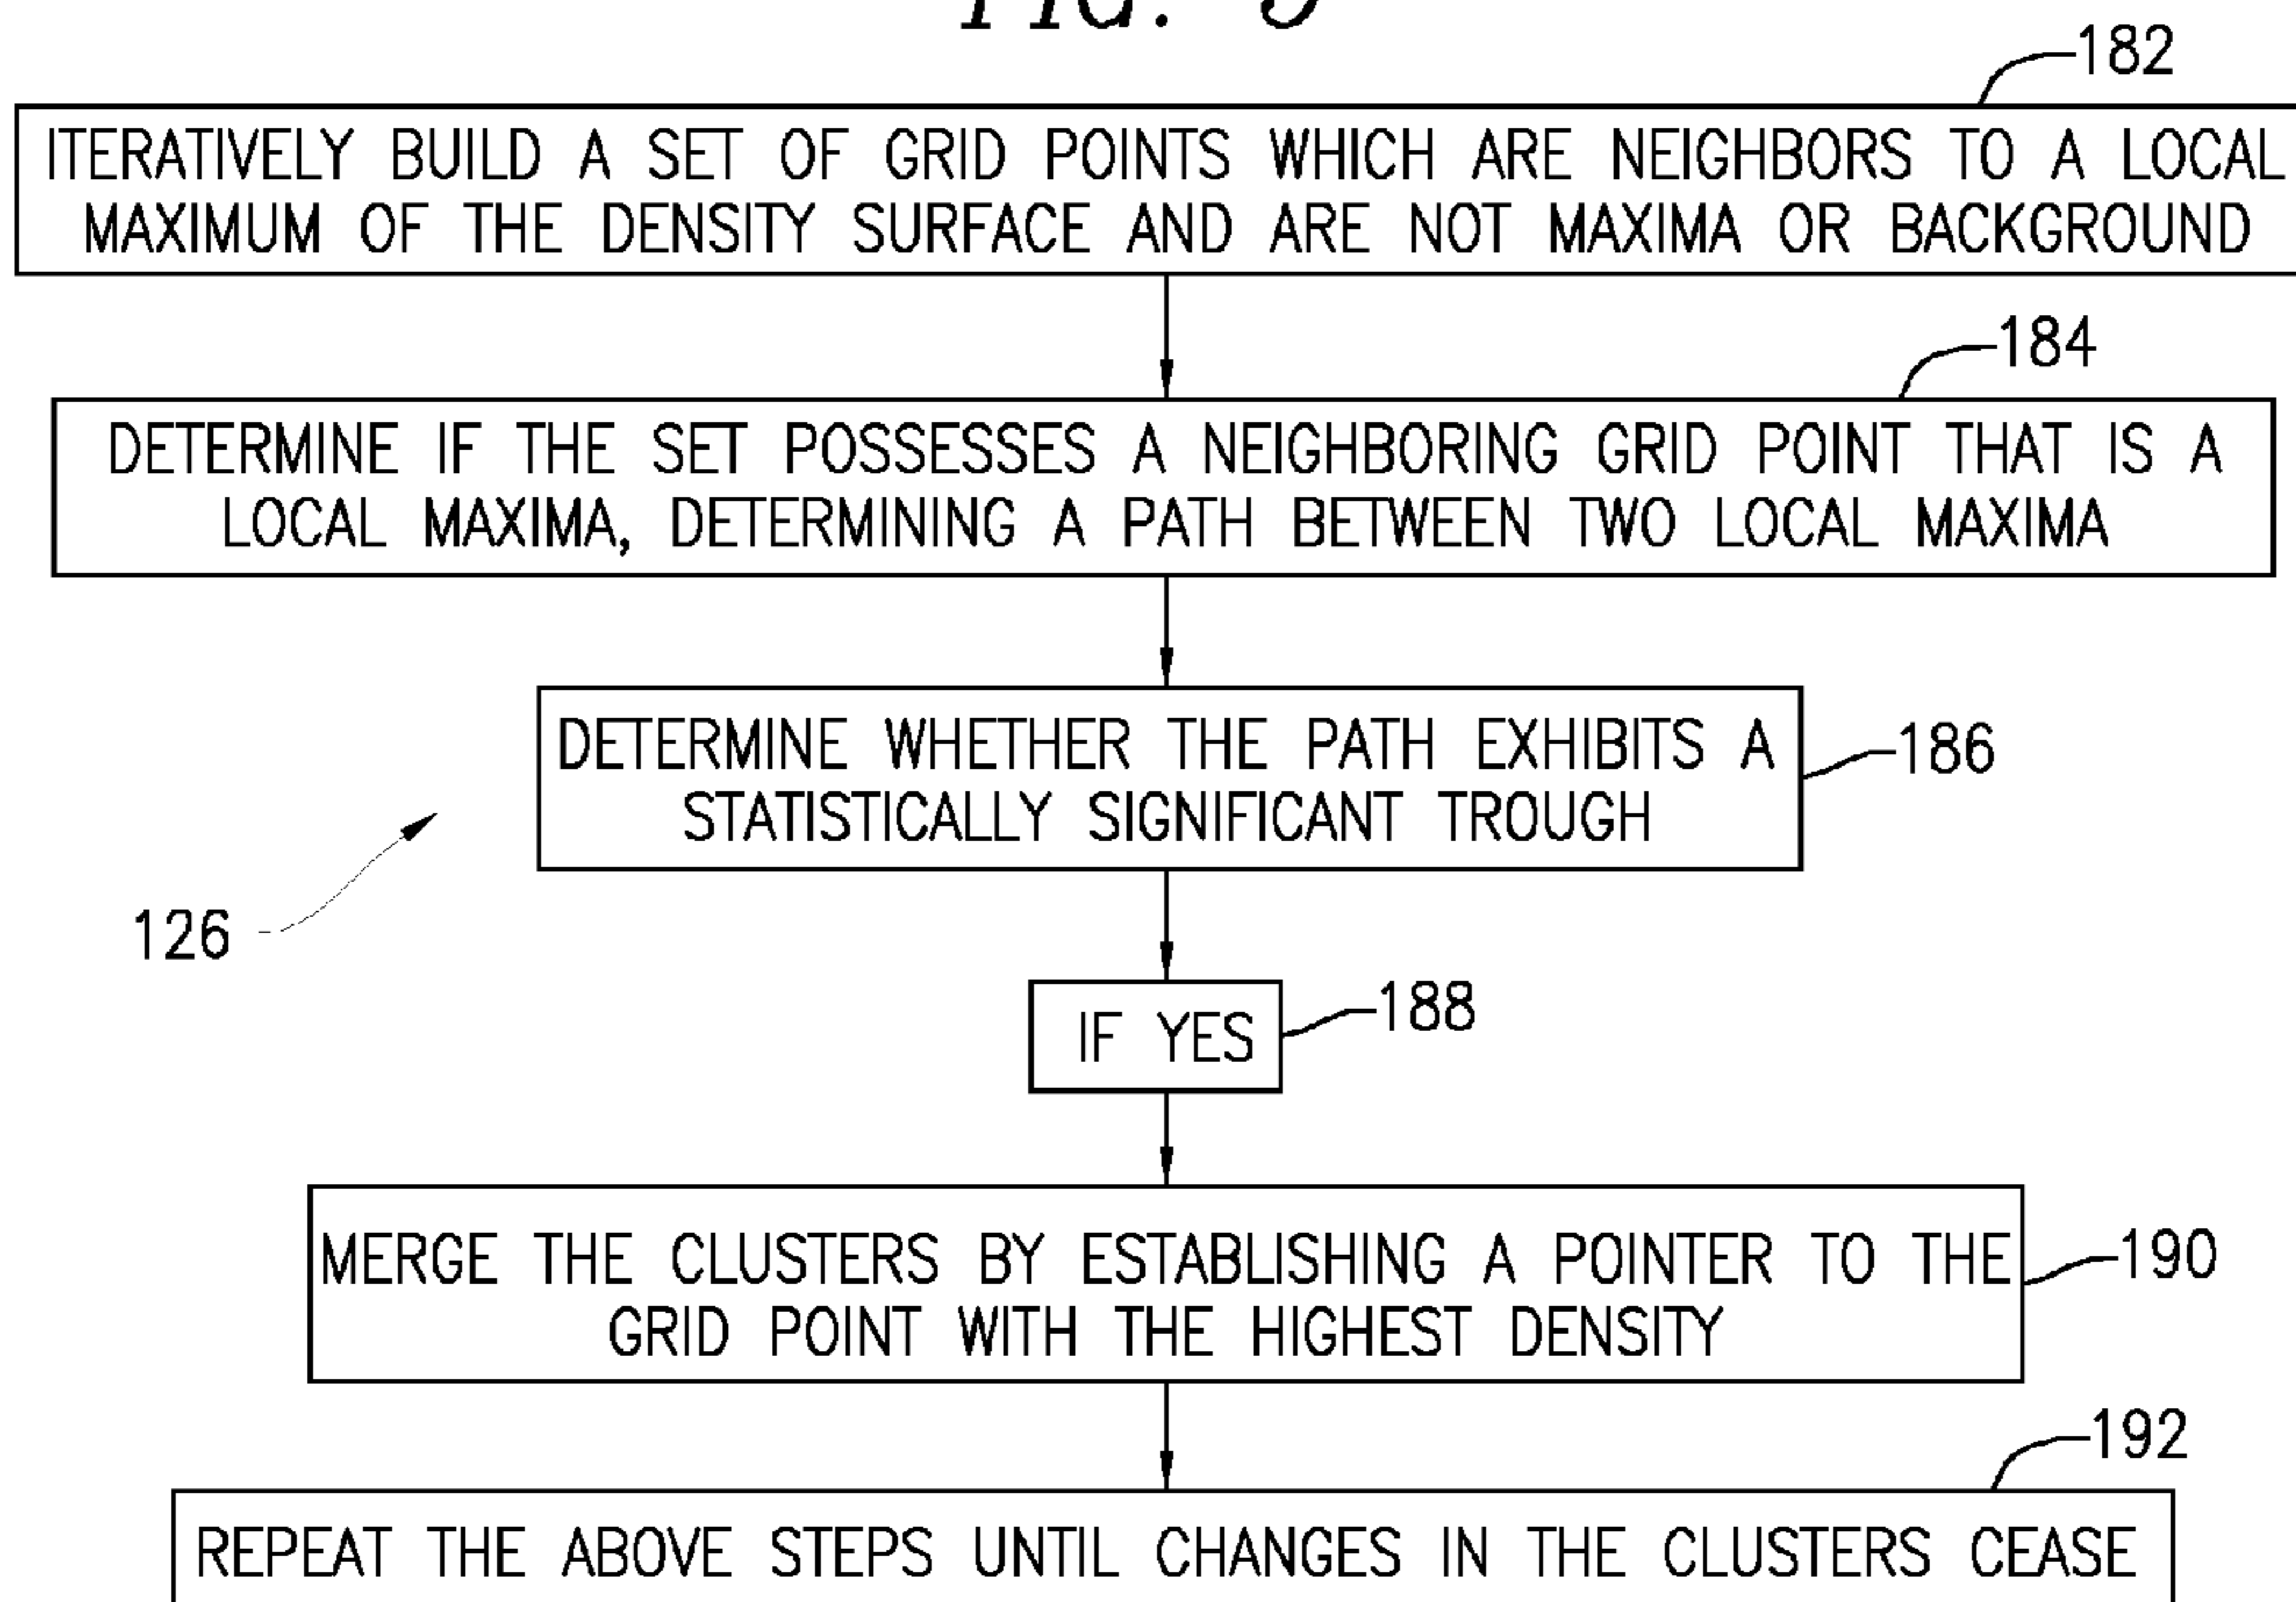 FIG.
182
ITERATIVELY BUILD A SET OF GRID POINTS WHICH ARE NEIGHBORS TO A LOCAL
MAXIMUM OF THE DENSITY SURFACE AND ARE NOT MAXIMA OR BACKGROUND
184
DETERMINE IF THE SET POSSESSES A NEIGHBORING GRID POINT THAT IS A
LOCAL MAXIMA, DETERMINING A PATH BETWEEN TWO LOCAL MAXIMA
DETERMINE WHETHER THE PATH EXHIBITS A
STATISTICALLY SIGNIFICANT TROUGH
186
126
IF YES
188
MERGE THE CLUSTERS BY ESTABLISHING A POINTER TO THE
GRID POINT WITH THE HIGHEST DENSITY
190
192
REPEAT THE ABOVE STEPS UNTIL CHANGES IN THE CLUSTERS CEASE